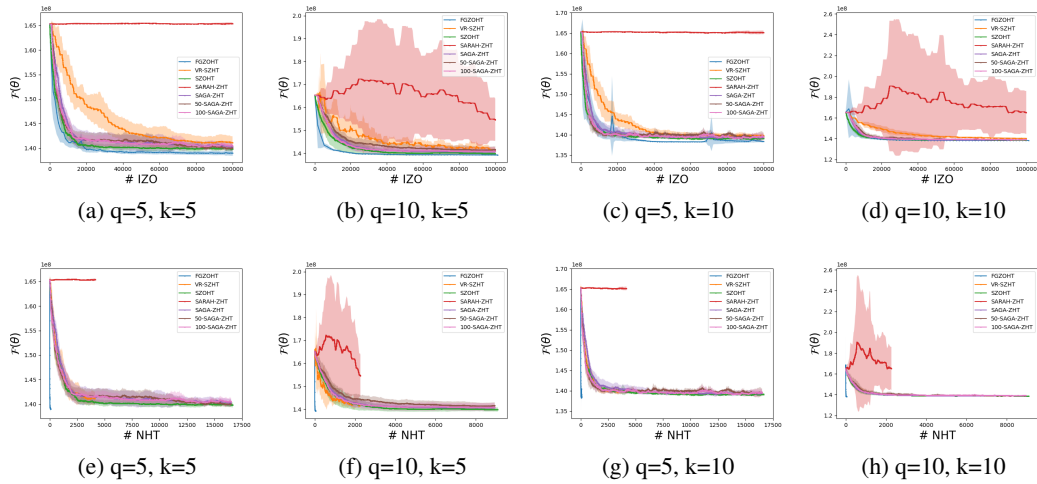 1e8
1.65
1.60
1.55
1.50
1.45
1.40
F(θ)
FGZOHT
VR-SZHT
SZOHT
SARAH-ZHT
SAGA-ZHT
50-SAGA-ZHT
100-SAGA-ZHT
0 20000 40000 60000 80000 100000
# IZO
(a) q=5, k=5
1e8
2.0
1.9
1.8
1.7
1.6
1.5
1.4
F(θ)
FGZOHT
VR-SZHT
SZOHT
SARAH-ZHT
SAGA-ZHT
50-SAGA-ZHT
100-SAGA-ZHT
0 20000 40000 60000 80000 100000
# IZO
(b) q=10, k=5
1e8
1.70
1.65
1.60
1.55
1.50
1.45
1.40
1.35
F(θ)
FGZOHT
VR-SZHT
SZOHT
SARAH-ZHT
SAGA-ZHT
50-SAGA-ZHT
100-SAGA-ZHT
0 20000 40000 60000 80000 100000
# IZO
(c) q=5, k=10
1e8
2.6
2.4
2.2
2.0
1.8
1.6
1.4
1.2
F(θ)
FGZOHT
VR-SZHT
SZOHT
SARAH-ZHT
SAGA-ZHT
50-SAGA-ZHT
100-SAGA-ZHT
0 20000 40000 60000 80000 100000
# IZO
(d) q=10, k=10
1e8
1.65
1.60
1.55
1.50
1.45
1.40
F(θ)
FGZOHT
VR-SZHT
SZOHT
SARAH-ZHT
SAGA-ZHT
50-SAGA-ZHT
100-SAGA-ZHT
0 2500 5000 7500 10000 12500 15000 17500
# NHT
(e) q=5, k=5
1e8
2.0
1.9
1.8
1.7
1.6
1.5
1.4
F(θ)
FGZOHT
VR-SZHT
SZOHT
SARAH-ZHT
SAGA-ZHT
50-SAGA-ZHT
100-SAGA-ZHT
0 2000 4000 6000 8000
# NHT
(f) q=10, k=5
1e8
1.70
1.65
1.60
1.55
1.50
1.45
1.40
1.35
F(θ)
FGZOHT
VR-SZHT
SZOHT
SARAH-ZHT
SAGA-ZHT
50-SAGA-ZHT
100-SAGA-ZHT
0 2500 5000 7500 10000 12500 15000 17500
# NHT
(g) q=5, k=10
1e8
2.6
2.4
2.2
2.0
1.8
1.6
1.4
1.2
F(θ)
FGZOHT
VR-SZHT
SZOHT
SARAH-ZHT
SAGA-ZHT
50-SAGA-ZHT
100-SAGA-ZHT
0 2000 4000 6000 8000
# NHT
(h) q=10, k=10